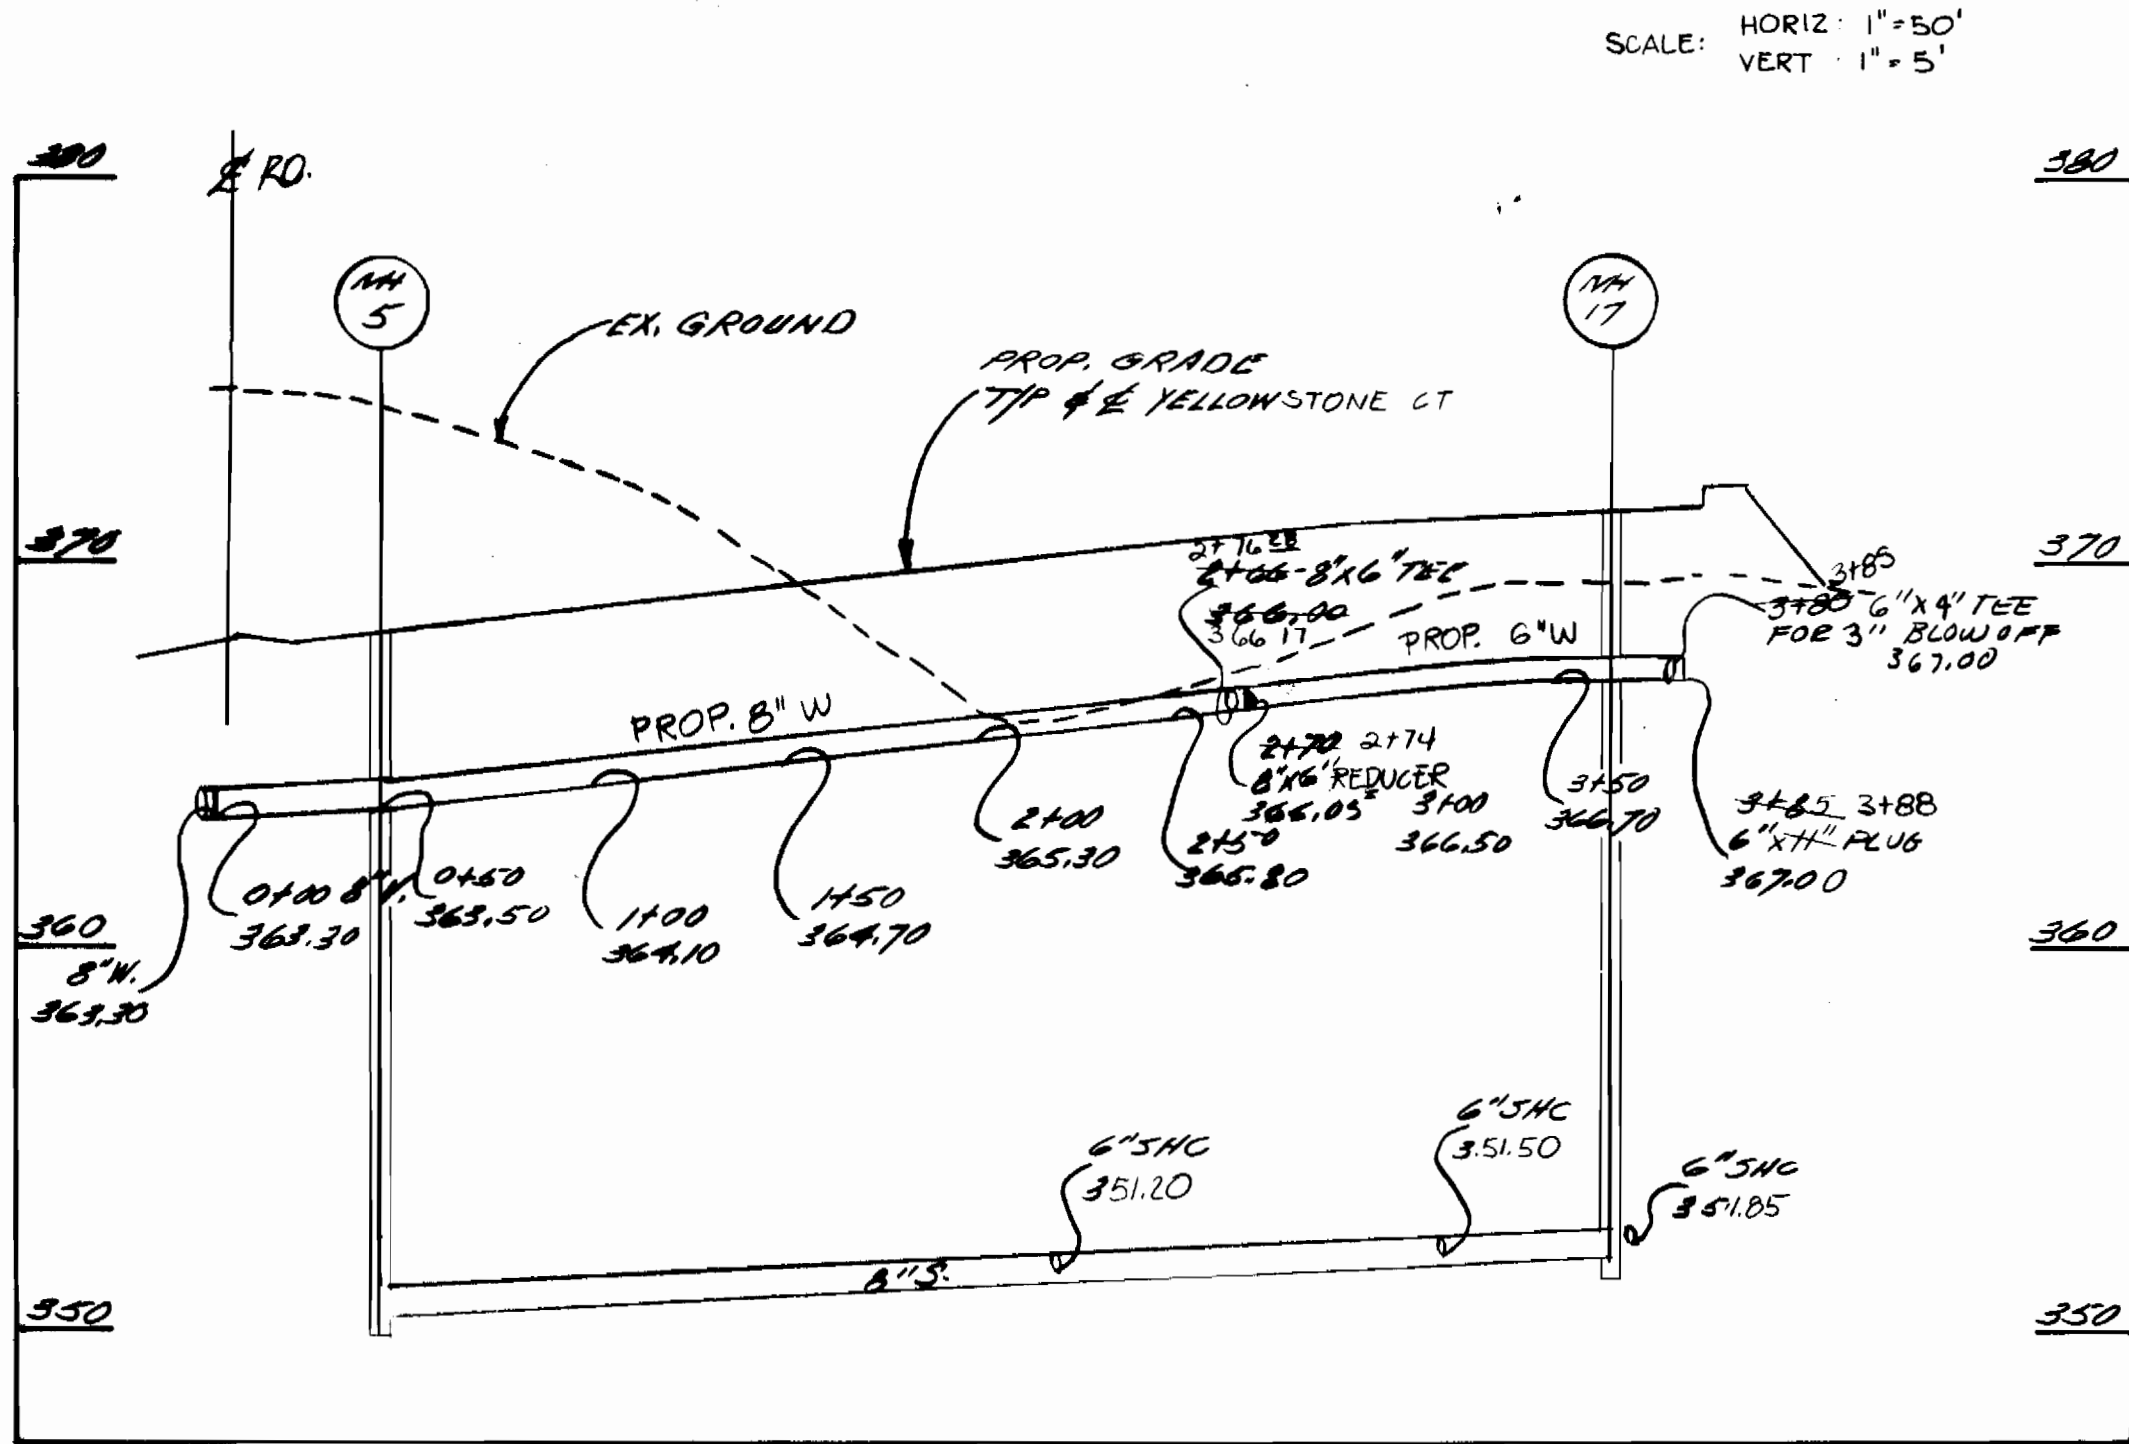 SCALE: HORIZ: 1"=50'
VERT : 1"=5'
380
℄ RD.
380
MH
5
MH
17
EX. GROUND
PROP. GRADE
T/P & ℄ YELLOWSTONE CT
370
370
2+76
2+66 - 8"x6" TEE
366.00
366 17
PROP. 6" W
3+85
3+80 6"X4" TEE
FOR 3" BLOW OFF
367.00
PROP. 8" W
2+70 2+74
8"x6" REDUCER
366.05
3+00
366.50
3+50
366.70
3+85 3+88
6" x 4" PLUG
367.00
2+00
365.30
2+50
365.80
0+00 8" W.
363.30
0+50
363.50
1+00
364.10
1+50
364.70
360
360
8" W.
363.30
6" SHC
351.20
6" SHC
351.50
6" SHC
351.85
8" S.
350
350